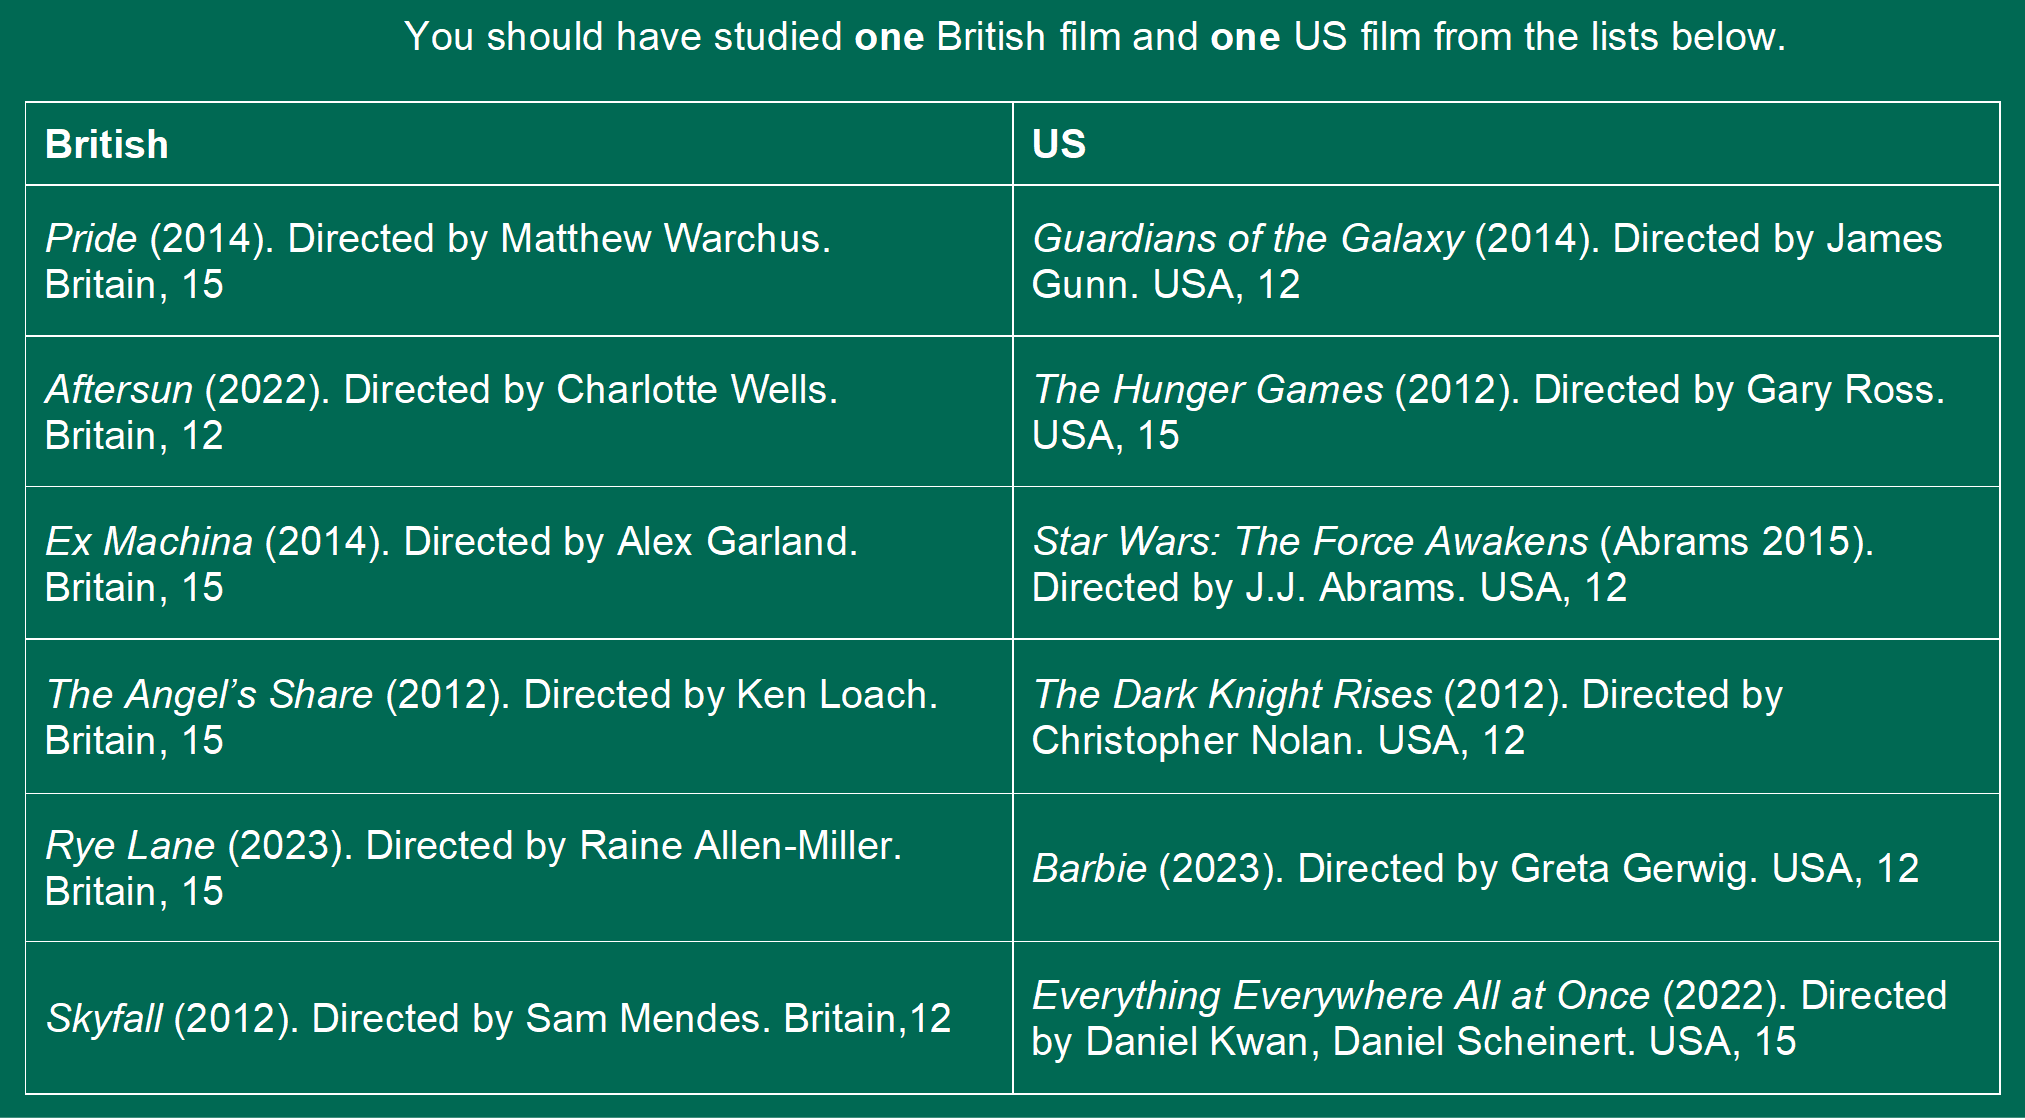 You should have studied one British film and one US film from the lists below.
British
US
Pride (2014). Directed by Matthew Warchus.
Britain, 15
Guardians of the Galaxy (2014). Directed by James
Gunn. USA, 12
Aftersun (2022). Directed by Charlotte Wells.
Britain, 12
The Hunger Games (2012). Directed by Gary Ross.
USA, 15
Ex Machina (2014). Directed by Alex Garland.
Britain, 15
Star Wars: The Force Awakens (Abrams 2015).
Directed by J.J. Abrams. USA, 12
The Angel’s Share (2012). Directed by Ken Loach.
Britain, 15
The Dark Knight Rises (2012). Directed by
Christopher Nolan. USA, 12
Rye Lane (2023). Directed by Raine Allen-Miller.
Britain, 15
Barbie (2023). Directed by Greta Gerwig. USA, 12
Skyfall (2012). Directed by Sam Mendes. Britain,12
Everything Everywhere All at Once (2022). Directed
by Daniel Kwan, Daniel Scheinert. USA, 15